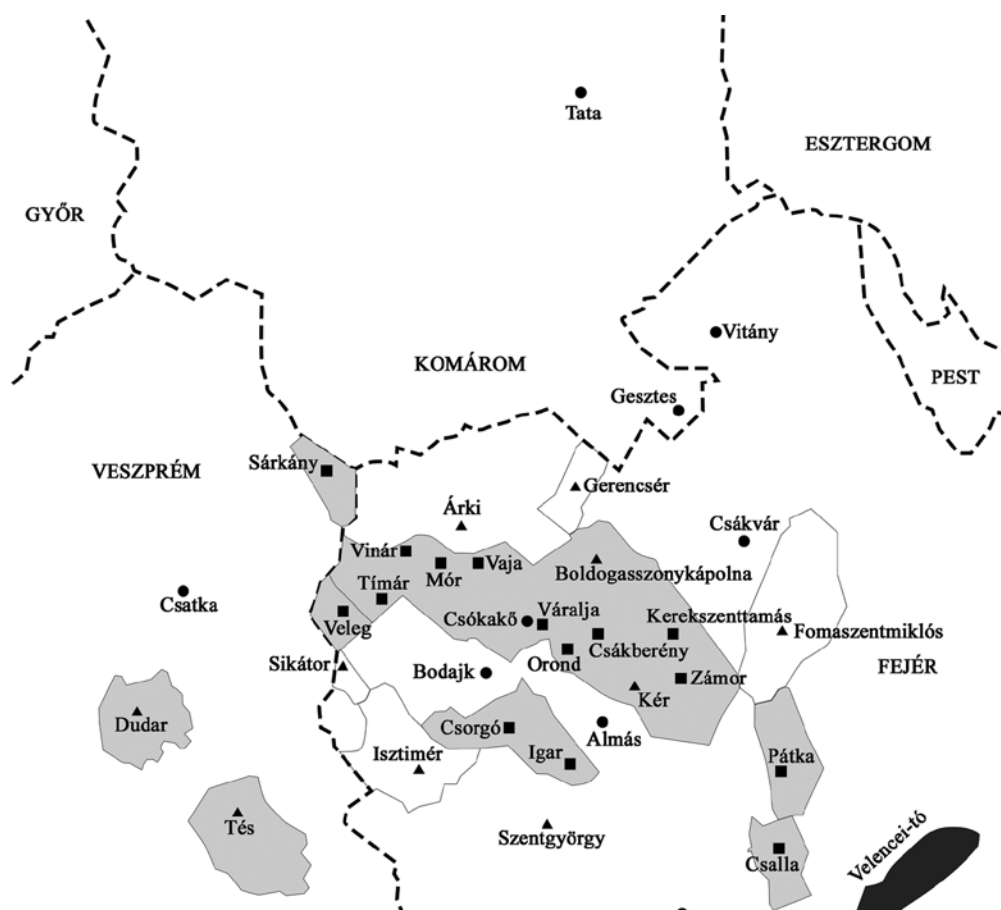 Tata
ESZTERGOM
GYŐR
Vitány
KOMÁROM
PEST
Gesztes
Sárkány
VESZPRÉM
Gerencsér
Árki
Csákvár
Vinár
Mór
Vaja
Boldogasszonykápolna
Tímár
Csatka
Veleg
Csókakő
Váralja
Kerekszenttamás
Fomaszentmiklós
Csákberény
Sikátor
Bodajk
Orond
FEJÉR
Zámor
Kér
Dudar
Csorgó
Almás
Isztimér
Igar
Pátka
Tés
Szentgyörgy
Csalla
Velencei-tó